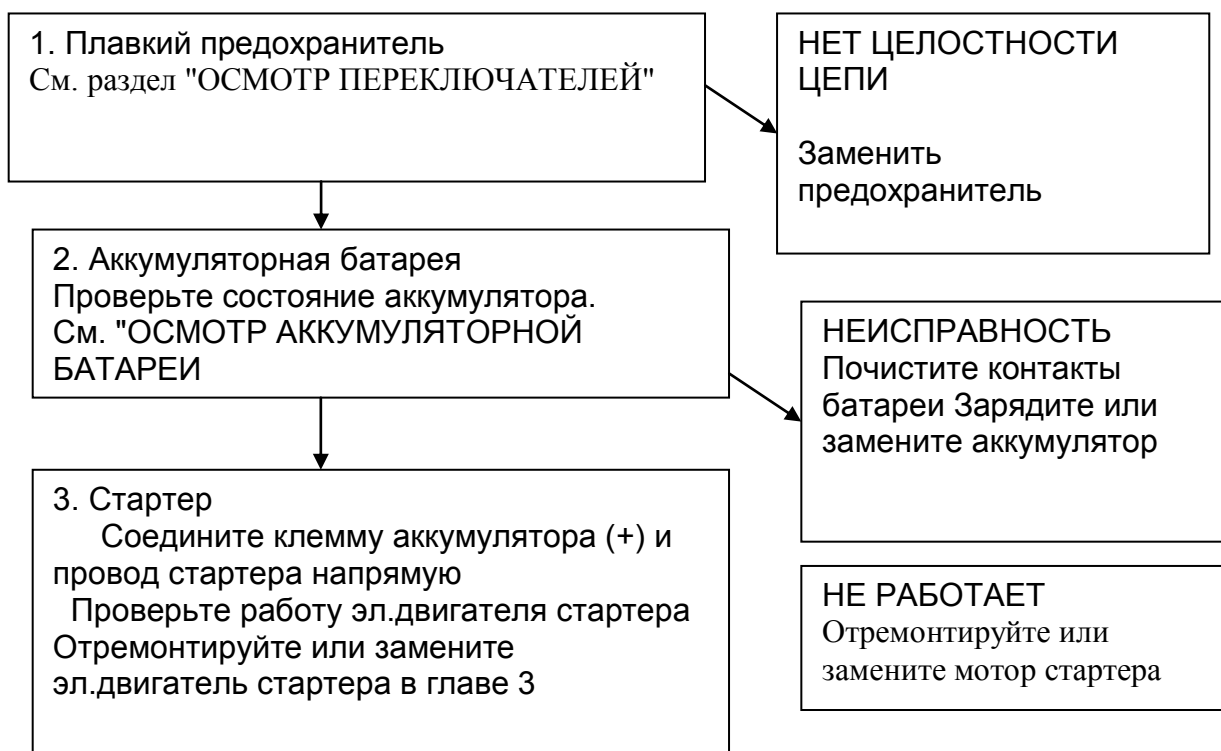 1. Плавкий предохранитель
См. раздел "ОСМОТР ПЕРЕКЛЮЧАТЕЛЕЙ"
НЕТ ЦЕЛОСТНОСТИ
ЦЕПИ
Заменить
предохранитель
2. Аккумуляторная батарея
Проверьте состояние аккумулятора.
См. "ОСМОТР АККУМУЛЯТОРНОЙ
БАТАРЕИ
НЕИСПРАВНОСТЬ
Почистите контакты
батареи Зарядите или
замените аккумулятор
3. Стартер
Соедините клемму аккумулятора (+) и
провод стартера напрямую
Проверьте работу эл.двигателя стартера
Отремонтируйте или замените
эл.двигатель стартера в главе 3
НЕ РАБОТАЕТ
Отремонтируйте или
замените мотор стартера